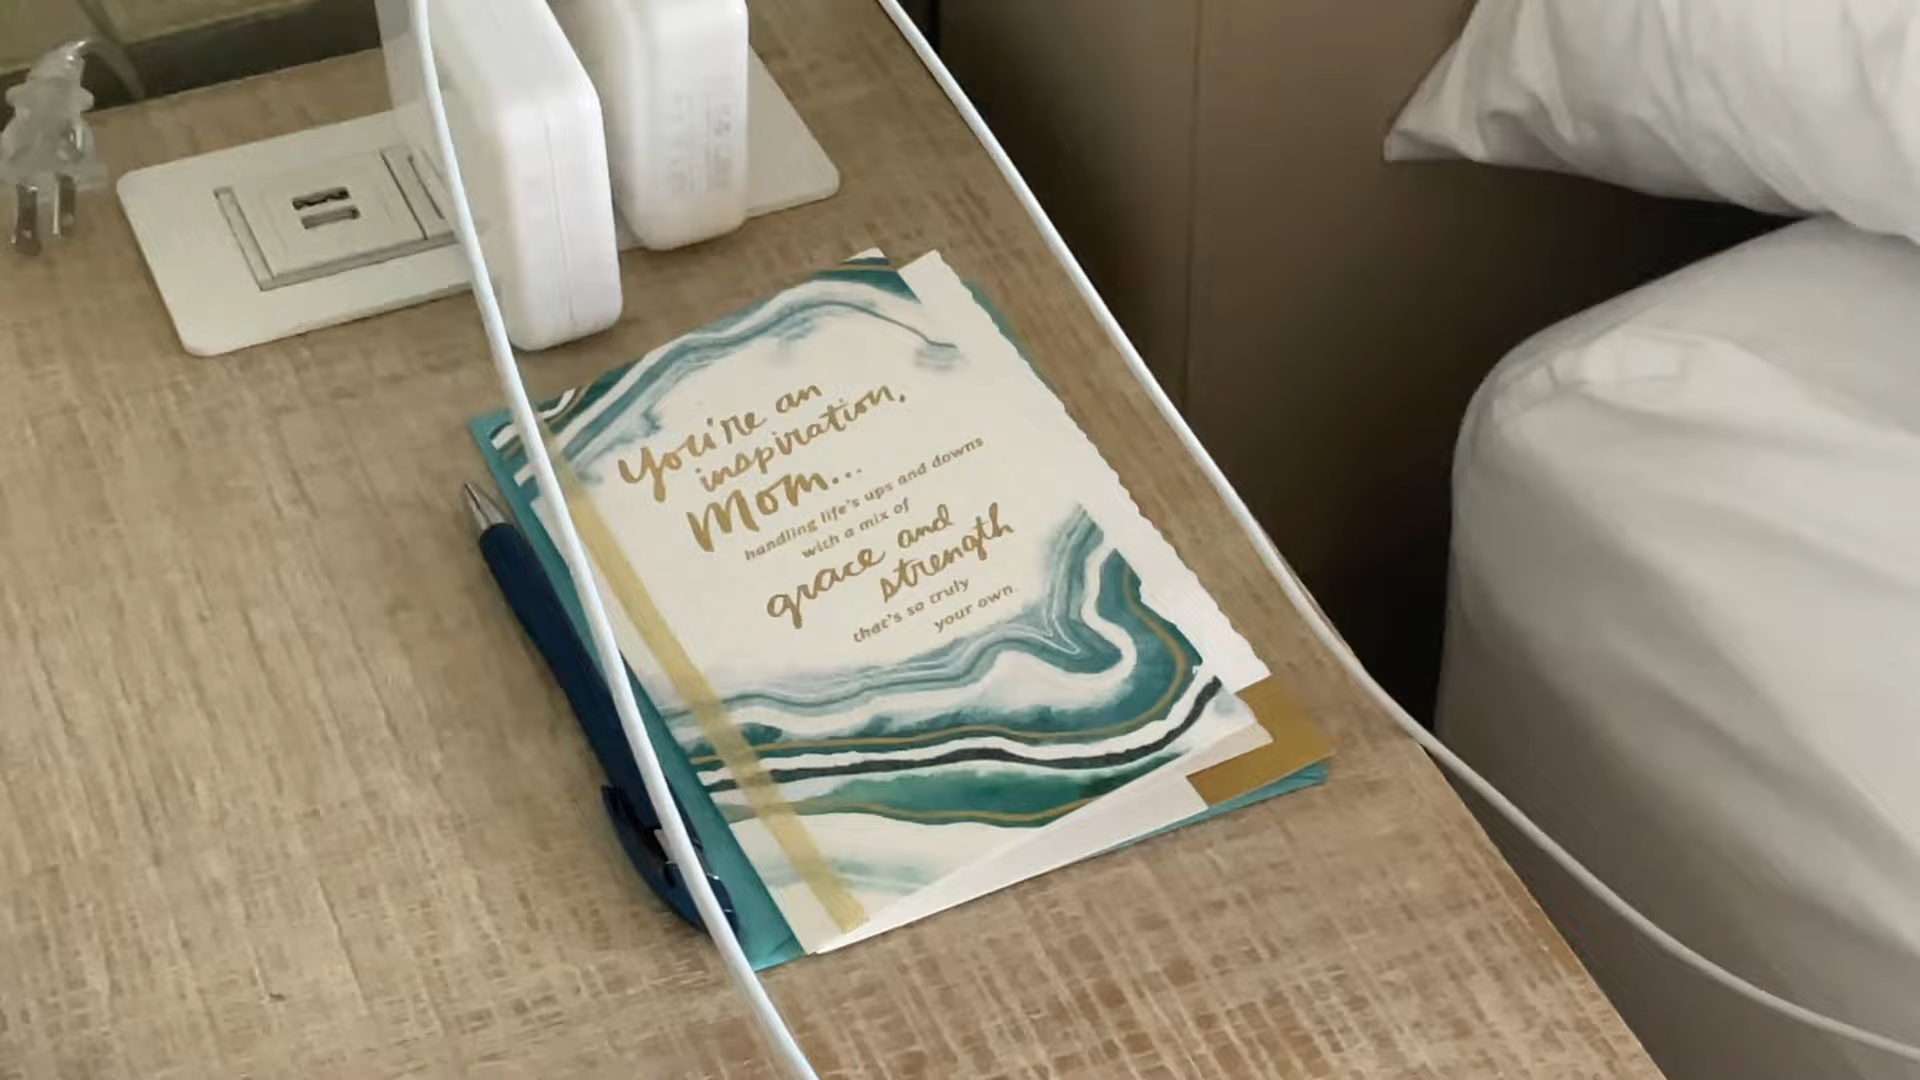 You're an
inspiration,
Mom...
handling life's ups and downs
with a mix of
grace and
strength
that's so truly
your own.